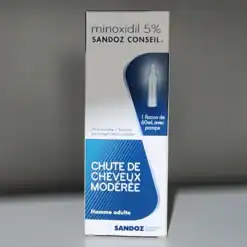 minoxidil 5%
SANDOZ CONSEIL
1 flacon de
60ml, avec
pompe
CHUTE DE
CHEVEUX
MODÉRÉE
Homme adulte
SANDOZ